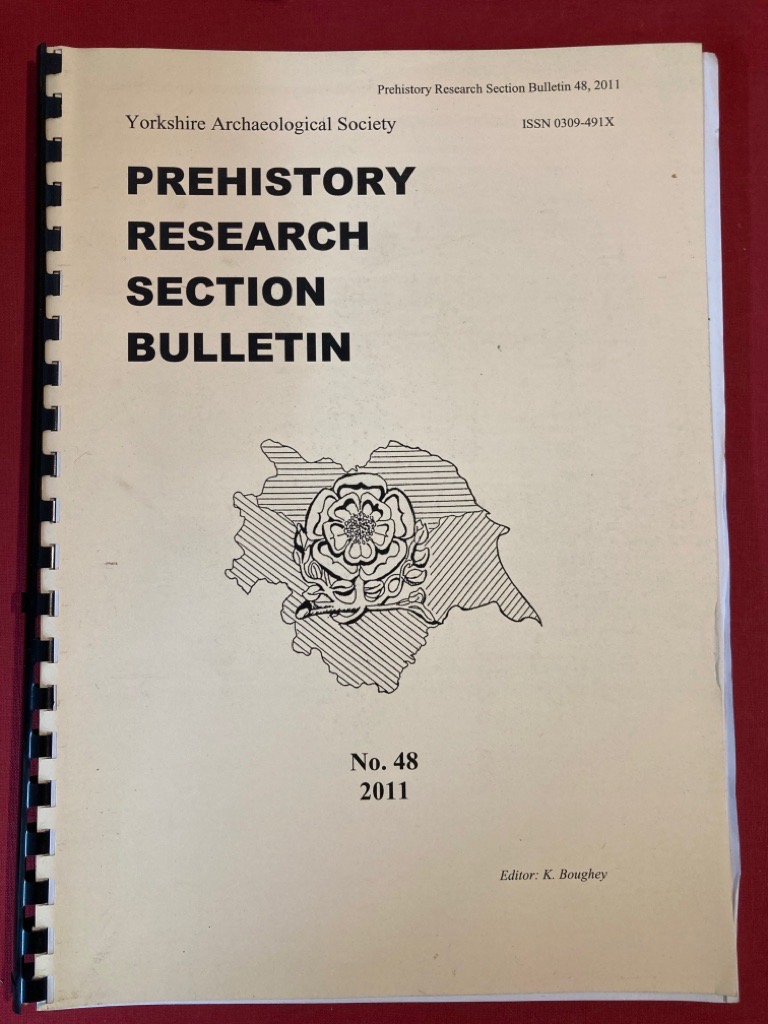 Prehistory Research Section Bulletin 48, 2011
Yorkshire Archaeological Society
ISSN 0309-491X
PREHISTORY
RESEARCH
SECTION
BULLETIN
No. 48
2011
Editor: K. Boughey